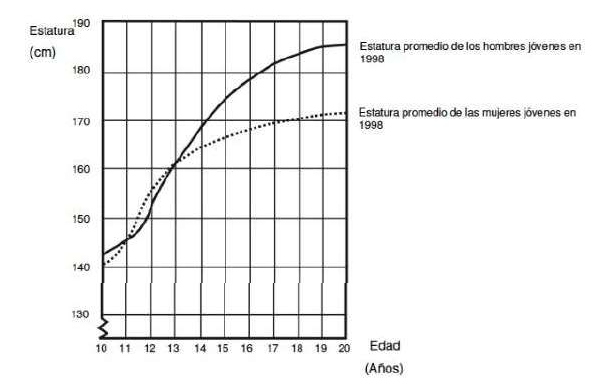 190
Estatura
(cm)
180
170
160
150
140
130
Estatura promedio de los hombres jóvenes en
1998
Estatura promedio de las mujeres jóvenes en
1998
10 11 12 13 14 15 16 17 18 19 20
Edad
(Años)